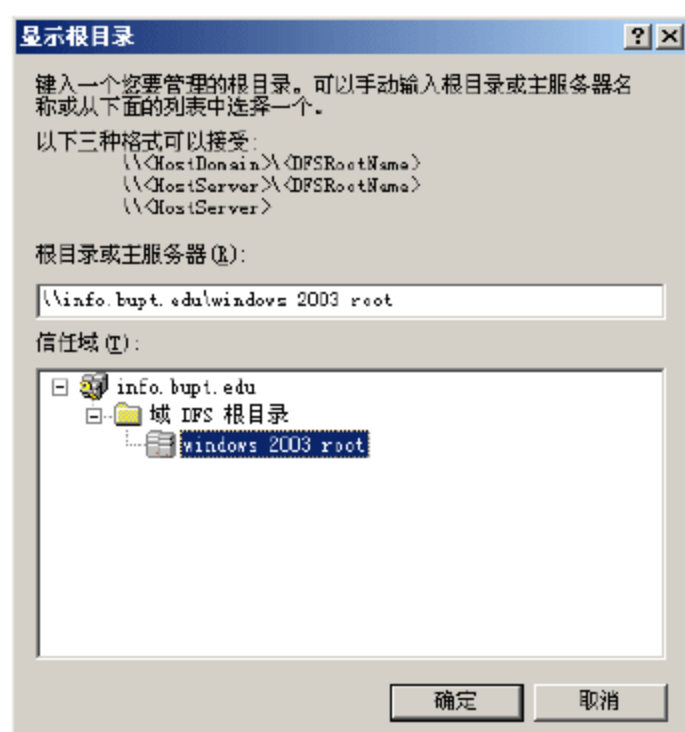 显示根目录
键入一个您要管理的根目录。可以手动输入根目录或主服务器名
称或从下面的列表中选择一个。
以下三种格式可以接受:
\\<HostDomain>\<DFSRootName>
\\<HostServer>\<DFSRootName>
\\<HostServer>
根目录或主服务器(R):
\\info.bupt.edu\windows 2003 root
信任域(T):
info.bupt.edu
域 DFS 根目录
windows 2003 root
确定 取消